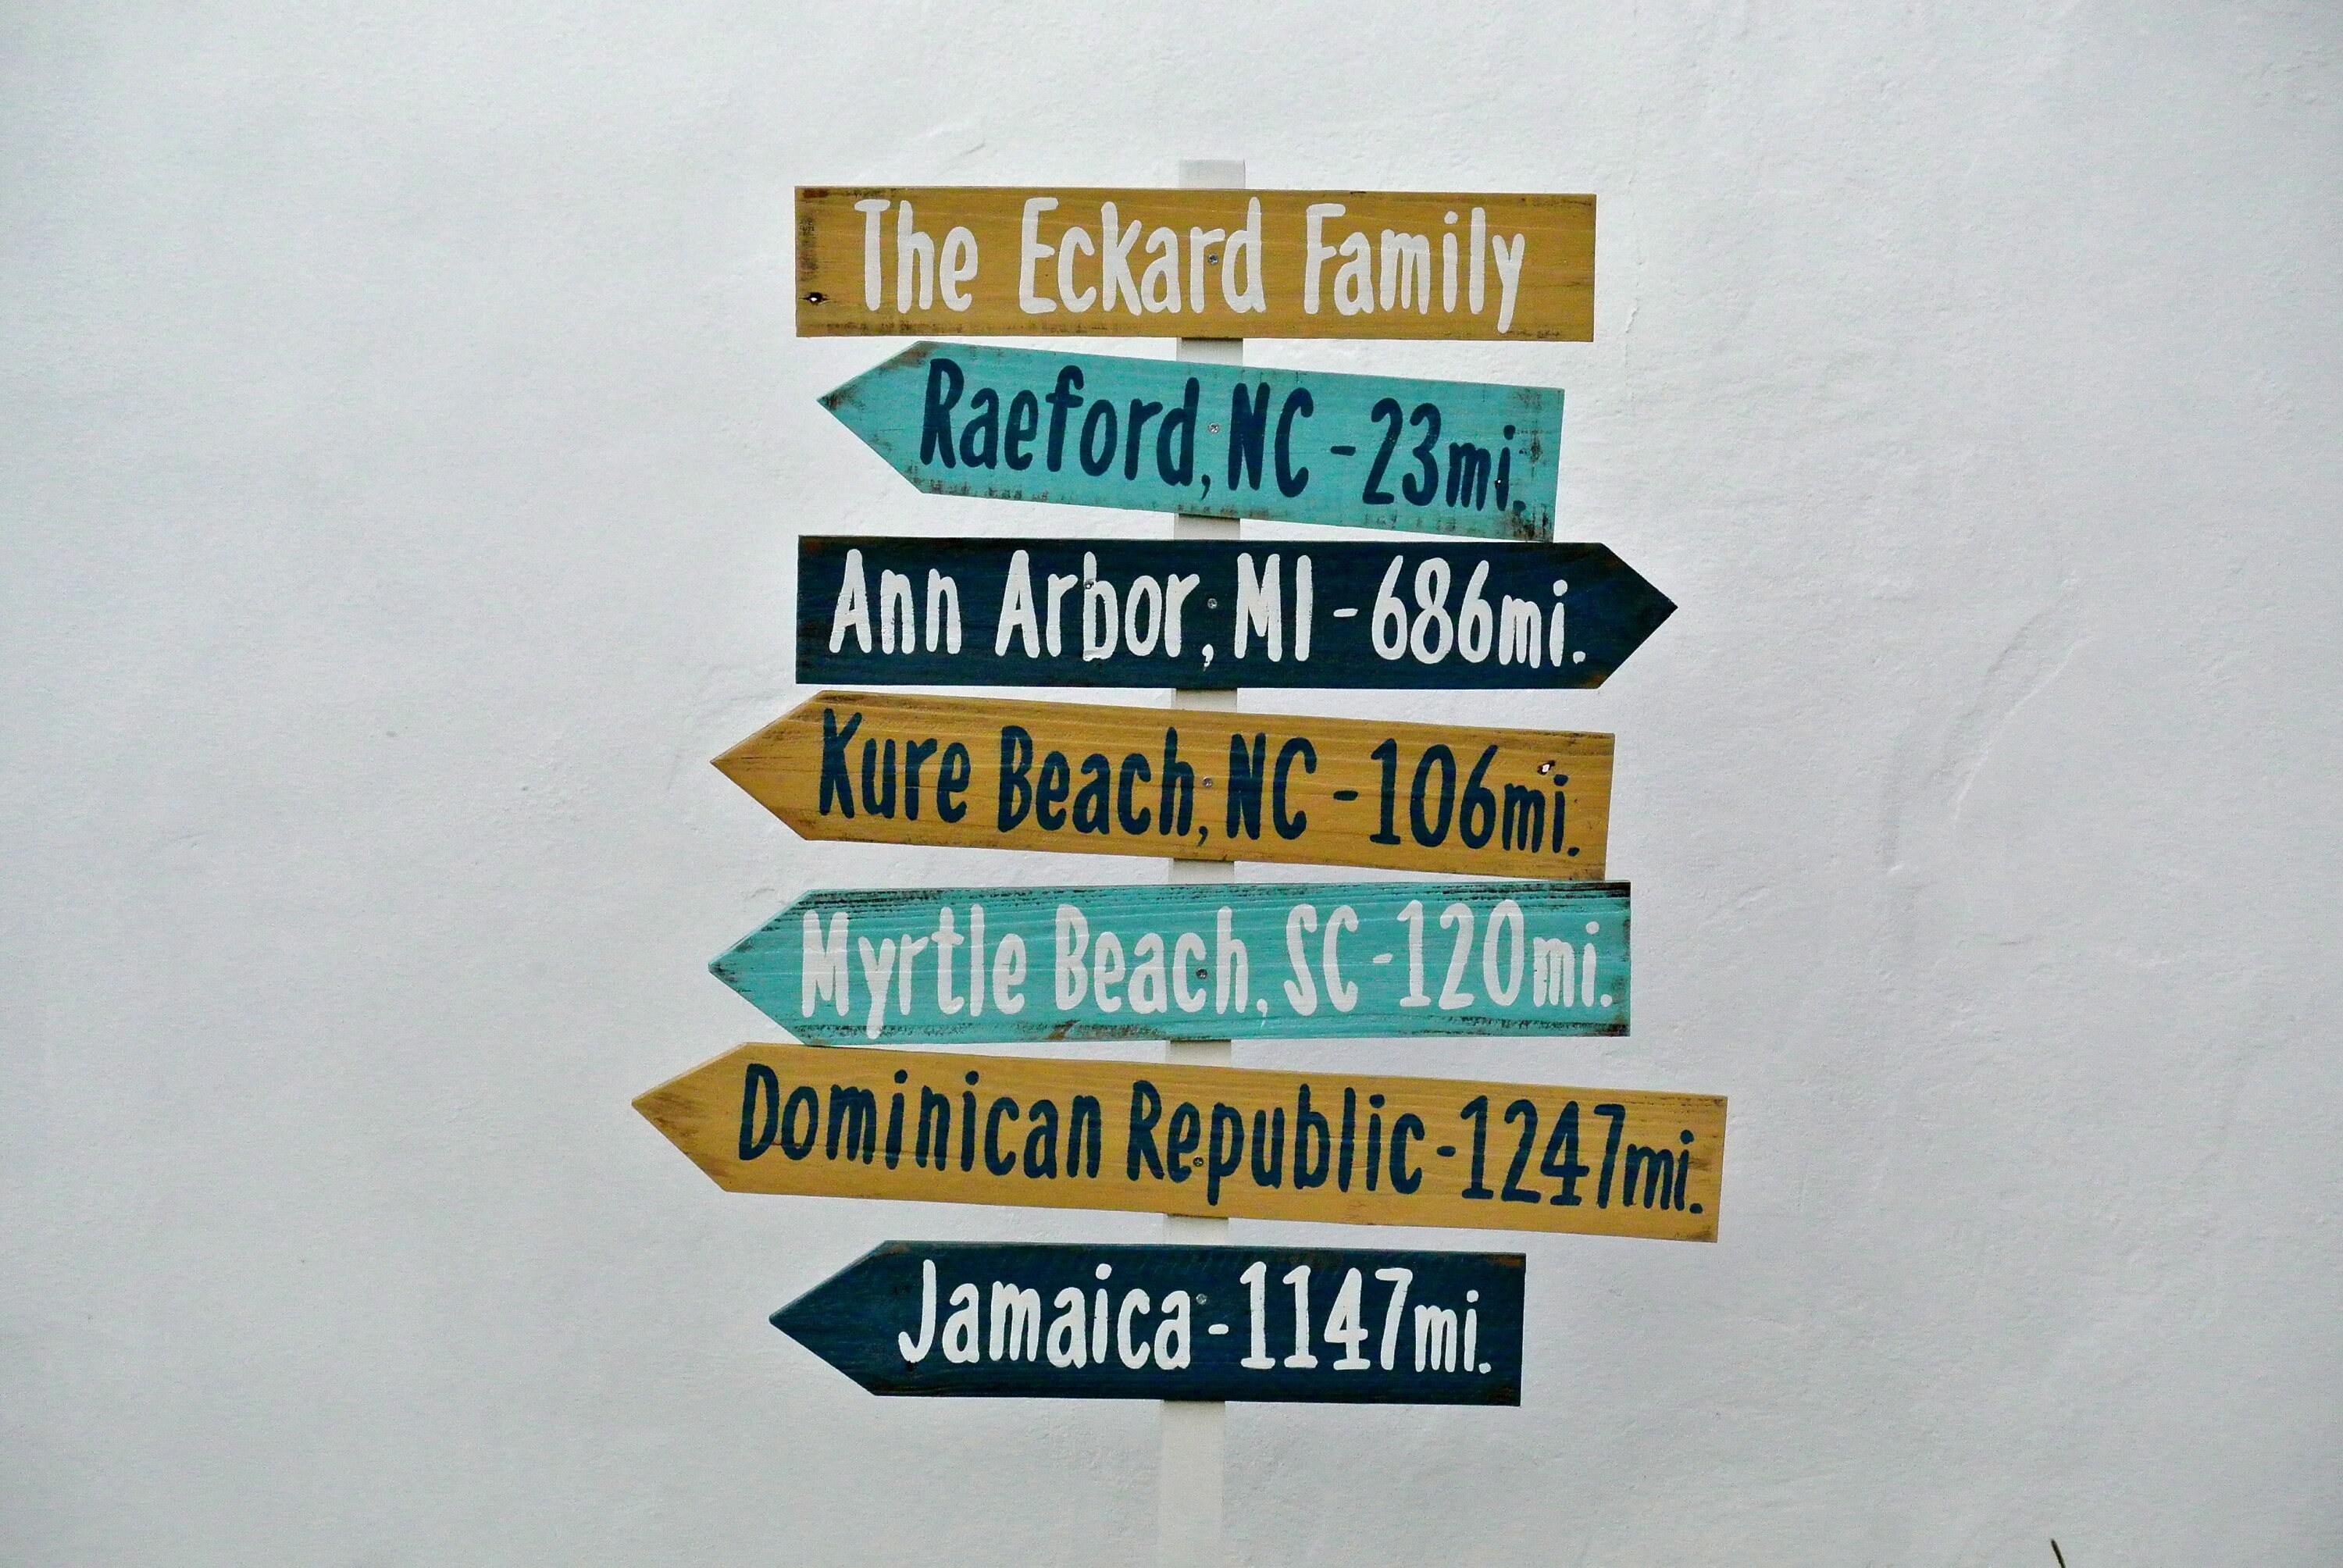 The Eckard Family
Raeford, NC - 23mi.
Ann Arbor, MI - 686mi.
Kure Beach, NC - 106mi.
Myrtle Beach, SC - 120mi.
Dominican Republic - 1247mi.
Jamaica - 1147mi.